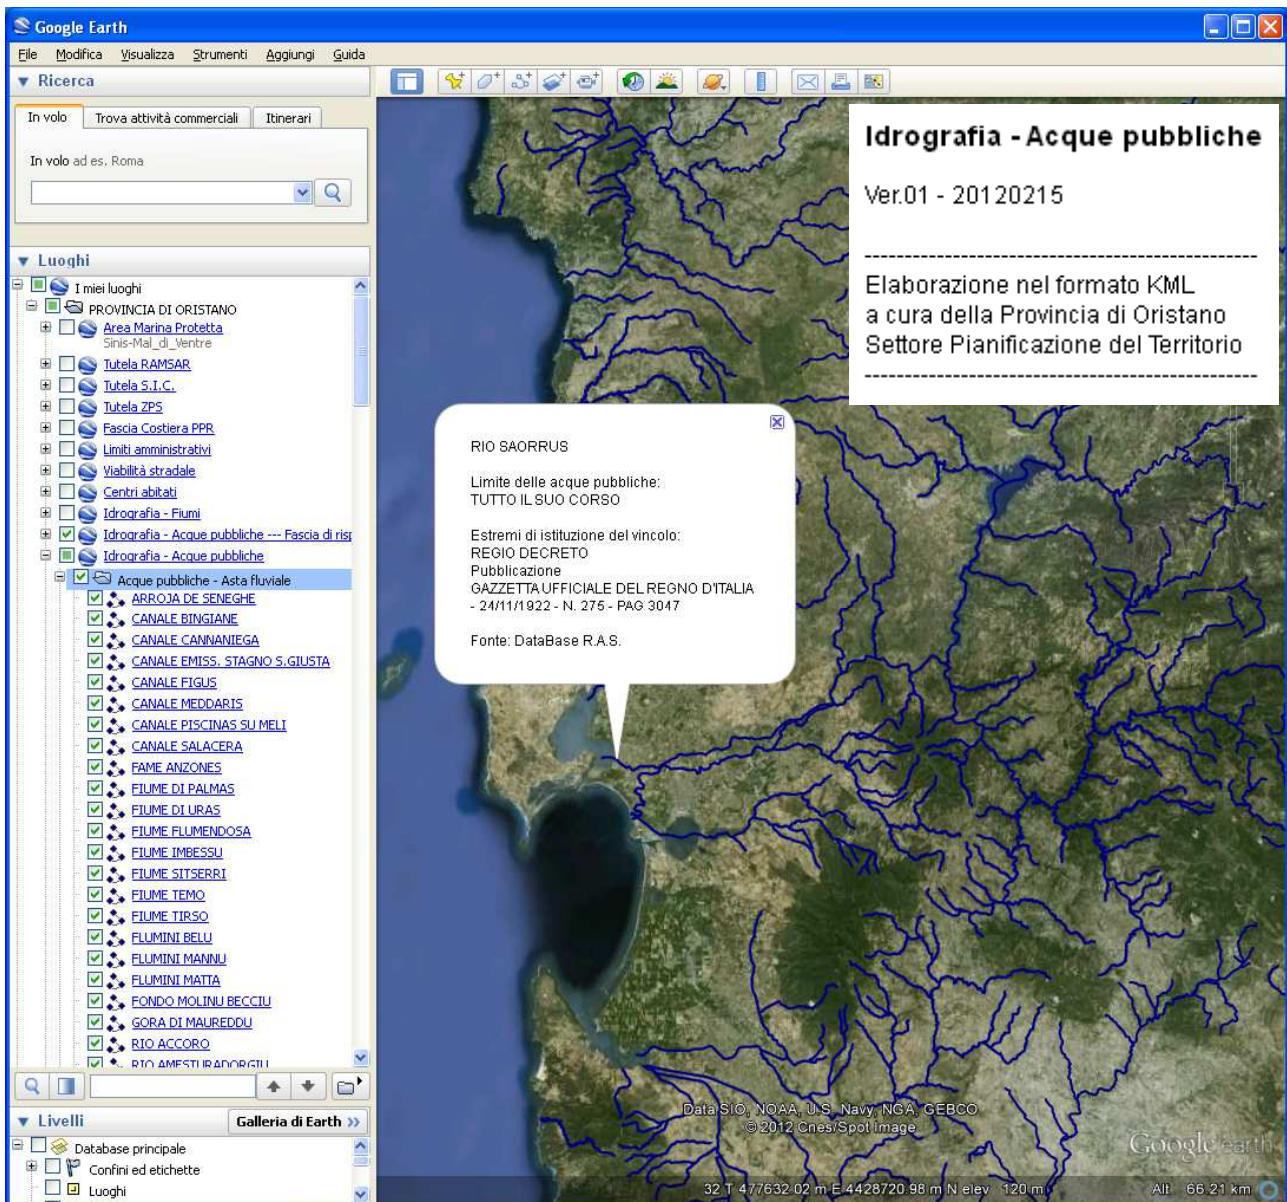 Google Earth
File Modifica Visualizza Strumenti Aggiungi Guida
Ricerca
In volo Trova attività commerciali Itinerari
In volo ad es. Roma
Luoghi
I miei luoghi
PROVINCIA DI ORISTANO
Area Marina Protetta
Sinis-Mal_di_Ventre
Tutela RAMSAR
Tutela S.I.C.
Tutela ZPS
Fascia Costiera PPR
Limiti amministrativi
Viabilità stradale
Centri abitati
Idrografia - Fiumi
Idrografia - Acque pubbliche --- Fascia di risp
Idrografia - Acque pubbliche
Acque pubbliche - Asta fluviale
ARROJA DE SENEGHE
CANALE BINGIANE
CANALE CANNANIEGA
CANALE EMISS. STAGNO S.GIUSTA
CANALE FIGUS
CANALE MEDDARIS
CANALE PISCINAS SU MELI
CANALE SALACERA
FAME ANZONES
FIUME DI PALMAS
FIUME DI URAS
FIUME FLUMENDOSA
FIUME IMBESSU
FIUME SITSERRI
FIUME TEMO
FIUME TIRSO
FLUMINI BELU
FLUMINI MANNU
FLUMINI MATTA
FONDO MOLINU BECCIU
GORA DI MAUREDDU
RIO ACCORO
RIO AMESTURADORGIU
Livelli
Galleria di Earth »
Database principale
Confini ed etichette
Luoghi
Idrografia - Acque pubbliche
Ver.01 - 20120215
-------------------------------------------------
Elaborazione nel formato KML
a cura della Provincia di Oristano
Settore Pianificazione del Territorio
-------------------------------------------------
RIO SAORRUS
Limite delle acque pubbliche:
TUTTO IL SUO CORSO
Estremi di istituzione del vincolo:
REGIO DECRETO
Pubblicazione
GAZZETTA UFFICIALE DEL REGNO D'ITALIA
- 24/11/1922 - N. 275 - PAG 3047
Fonte: DataBase R.A.S.
Data SIO, NOAA, U.S. Navy, NGA, GEBCO
© 2012 Cnes/Spot Image
Google earth
32 T 477632.02 m E 4428720.98 m N elev 120 m
Alt 66.21 km